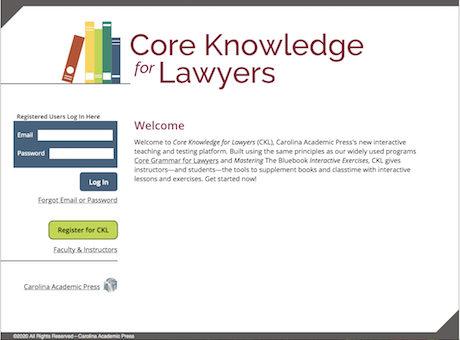 Core Knowledge
for Lawyers
Registered Users Log In Here
Email
Password
Log In
Forgot Email or Password
Register for CKL
Faculty & Instructors
Carolina Academic Press
Welcome
Welcome to Core Knowledge for Lawyers (CKL), Carolina Academic Press's new interactive
teaching and testing platform. Built using the same principles as our widely used programs
Core Grammar for Lawyers and Mastering The Bluebook Interactive Exercises, CKL gives
instructors—and students—the tools to supplement books and classtime with interactive
lessons and exercises. Get started now!
©2020 All Rights Reserved—Carolina Academic Press